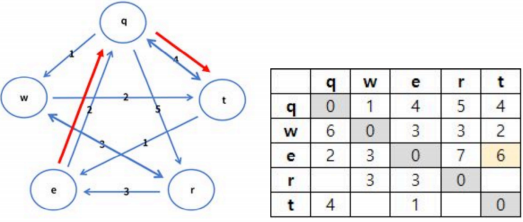 q
1
4
w
2
t
2
5
3
1
e
3
r
q w e r t
q 0 1 4 5 4
w 6 0 3 3 2
e 2 3 0 7 6
r 3 3 0
t 4 1 0